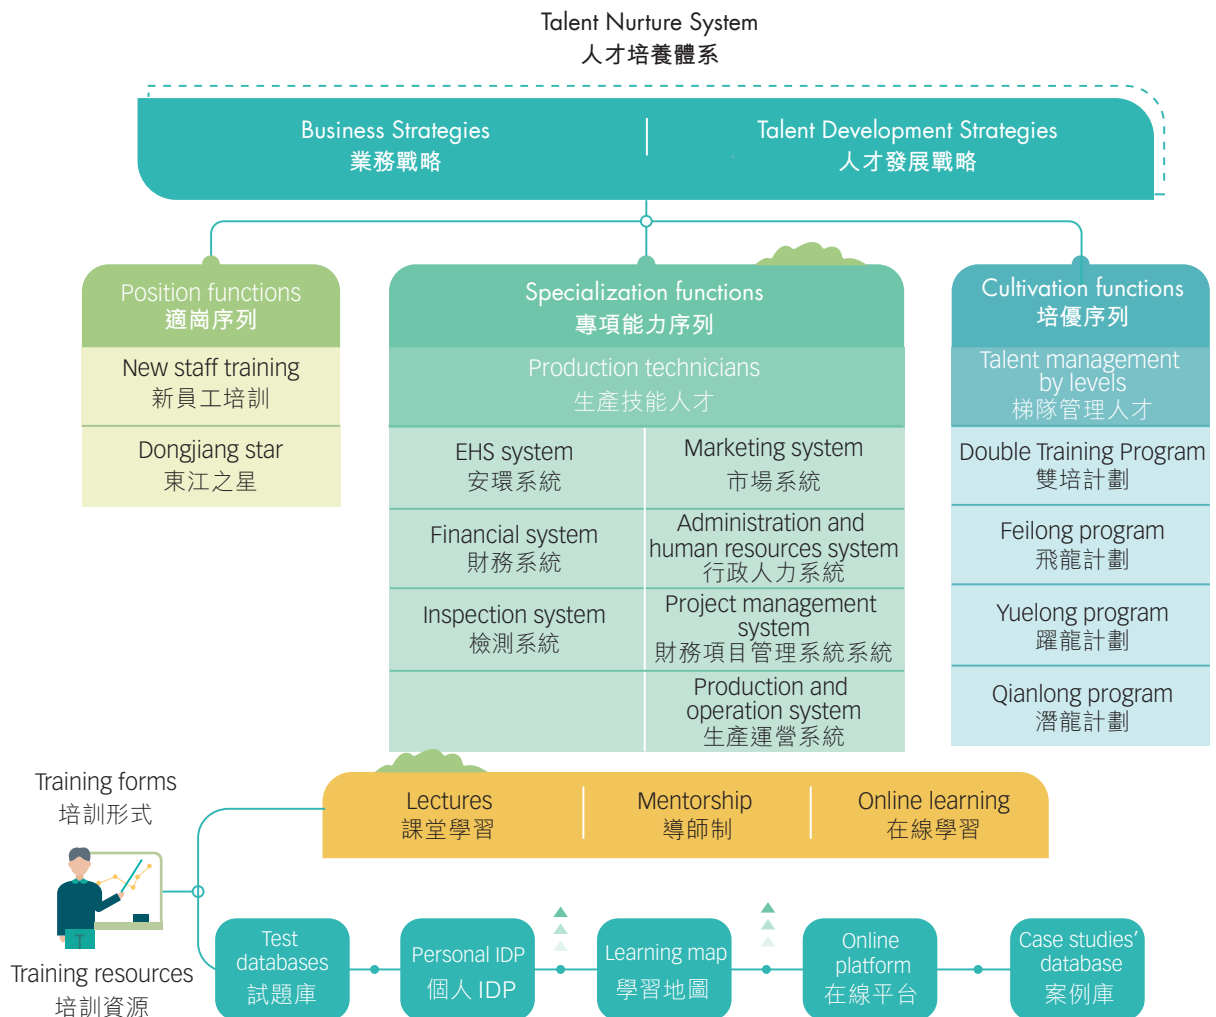 Talent Nurture System
人才培養體系
Business Strategies
業務戰略
Talent Development Strategies
人才發展戰略
Position functions
適崗序列
New staff training
新員工培訓
Dongjiang star
東江之星
Specialization functions
專項能力序列
Production technicians
生產技能人才
EHS system
安環系統
Marketing system
市場系統
Financial system
財務系統
Administration and
human resources system
行政人力系統
Inspection system
檢測系統
Project management
system
財務項目管理系統系統
Production and
operation system
生產運營系統
Cultivation functions
培優序列
Talent management
by levels
梯隊管理人才
Double Training Program
雙培計劃
Feilong program
飛龍計劃
Yuelong program
躍龍計劃
Qianlong program
潛龍計劃
Training forms
培訓形式
Lectures
課堂學習
Mentorship
導師制
Online learning
在線學習
Training resources
培訓資源
Test
databases
試題庫
Personal IDP
個人 IDP
Learning map
學習地圖
Online
platform
在線平台
Case studies'
database
案例庫